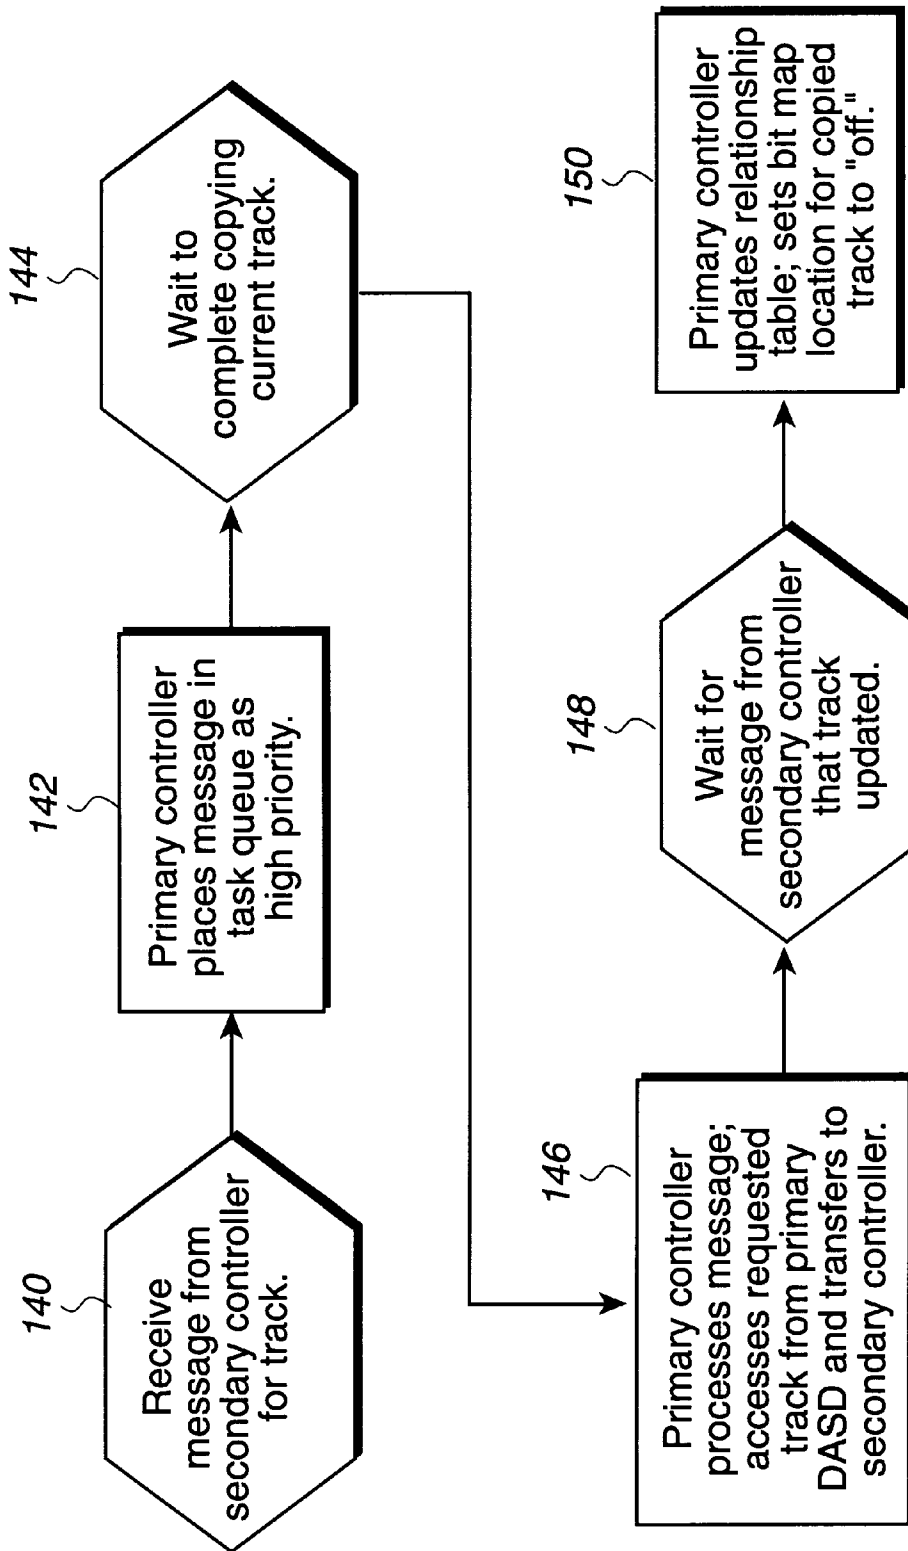 140
Receive
message from
secondary controller
for track.
142
Primary controller
places message in
task queue as
high priority.
144
Wait to
complete copying
current track.
146
Primary controller
processes message;
accesses requested
track from primary
DASD and transfers to
secondary controller.
148
Wait for
message from
secondary controller
that track
updated.
150
Primary controller
updates relationship
table; sets bit map
location for copied
track to "off."